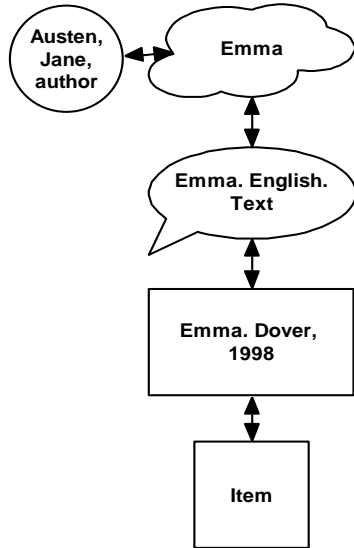 Austen,
Jane,
author
Emma
Emma. English.
Text
Emma. Dover,
1998
Item